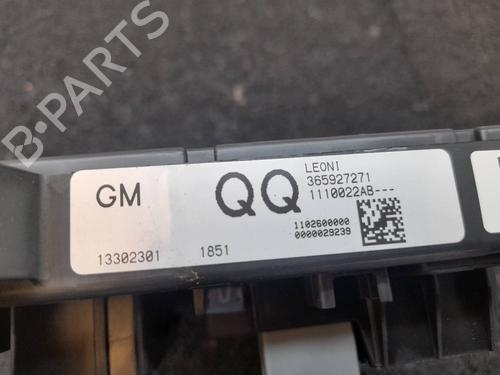 B-PARTS
GM
QQ
LEONI
365927271
1110022AB---
1102600000
0000029239
13302301
1851